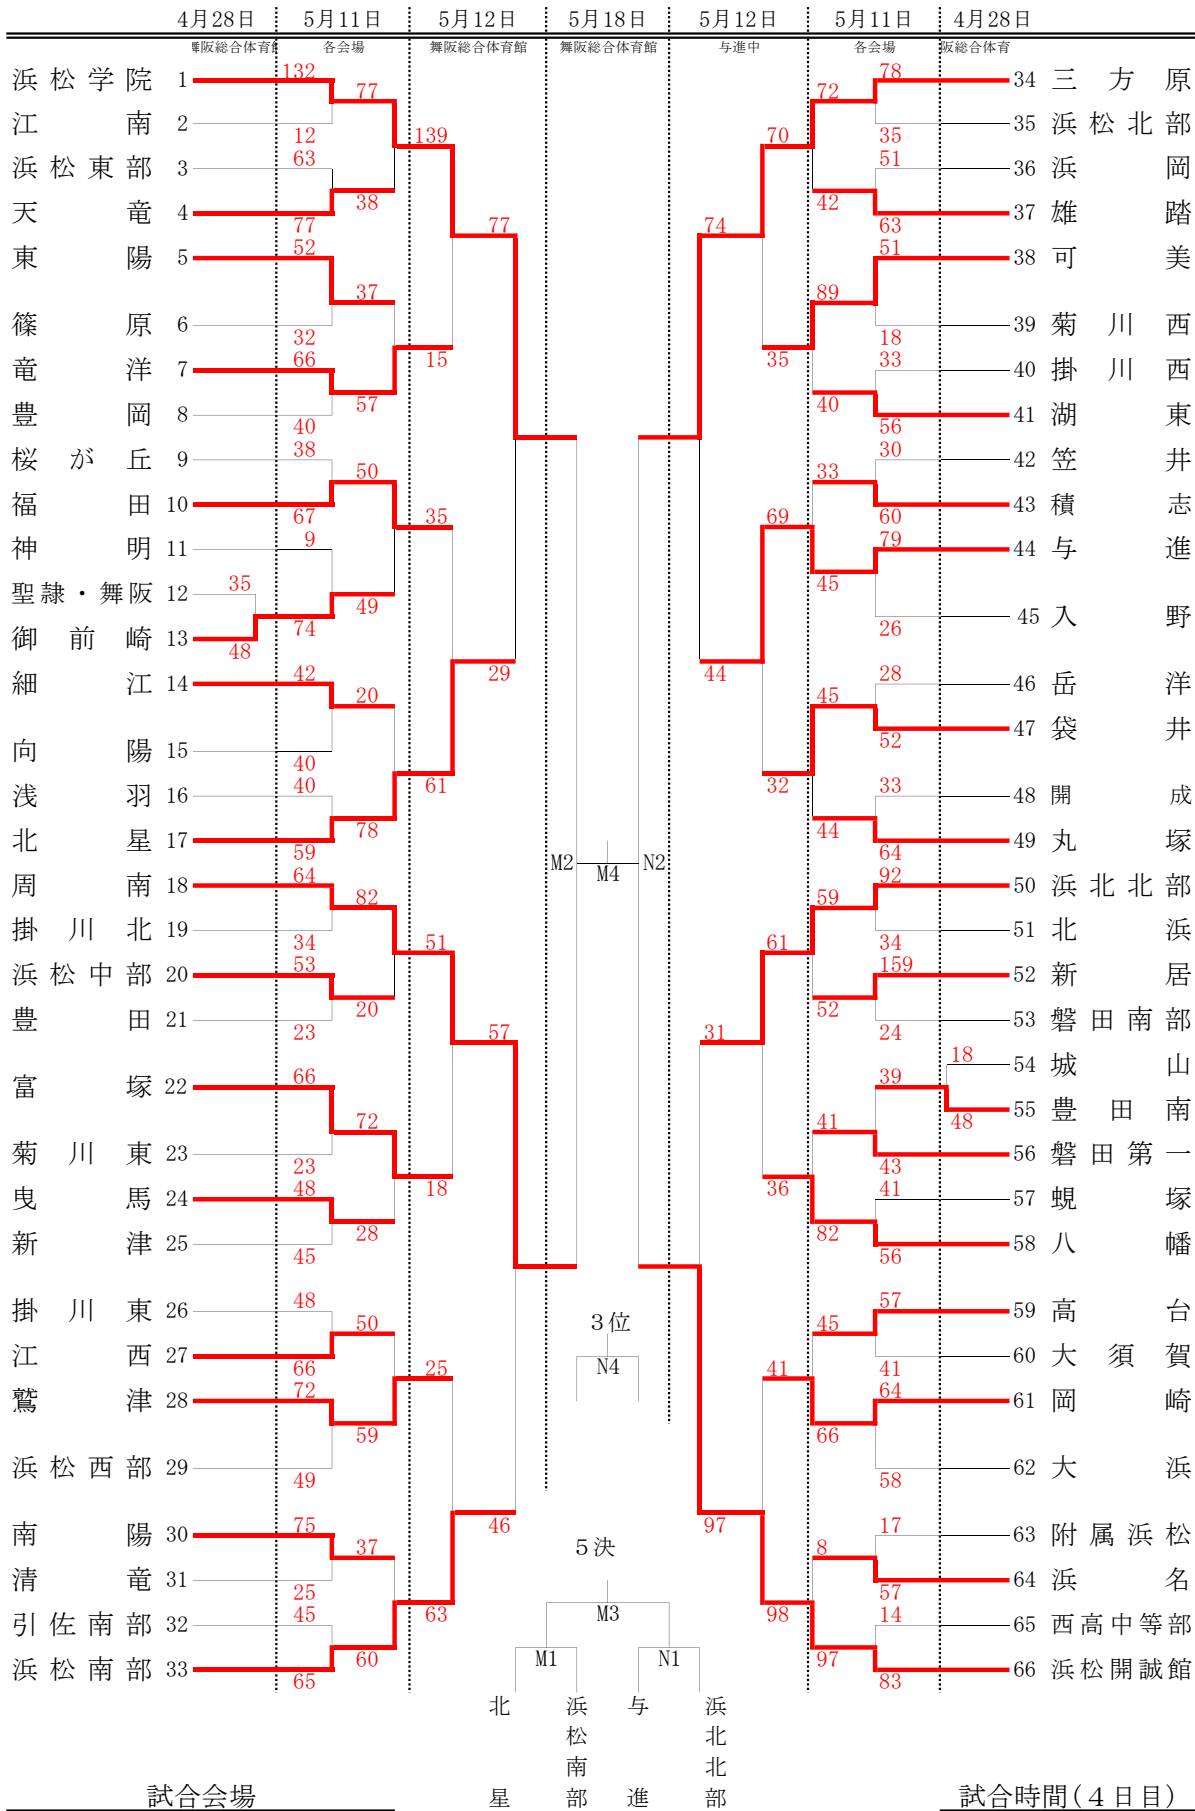 4月28日 5月11日 5月12日 5月18日 5月12日 5月11日 4月28日
舞阪総合体育館 各会場 舞阪総合体育館 舞阪総合体育館 与進中 各会場 阪総合体育
浜松学院 1 132 77 72 78 34 三方原
江南 2 12 139 70 35 35 浜松北部
浜松東部 3 63 51 36 浜岡
天竜 4 77 38 77 74 42 63 37 雄踏
東陽 5 52 37 89 51 38 可美
篠原 6 32 15 35 18 39 菊川西
竜洋 7 66 33 40 掛川西
豊岡 8 40 57 40 56 41 湖東
桜が丘 9 38 50 33 30 42 笠井
福田 10 67 35 69 60 43 積志
神明 11 9 45 79 44 与進
聖隷・舞阪 12 35 49
御前崎 13 48 74 26 45 入野
細江 14 42 20 29 44 45 28 46 岳洋
向陽 15 40 52 47 袋井
浅羽 16 40 61 32 33 48 開成
北星 17 59 78 44 64 49 丸塚
M2 M4 N2
周南 18 64 82 59 92 50 浜北北部
掛川北 19 34 51 61 34 51 北浜
浜松中部 20 53 159 52 新居
豊田 21 23 20 57 31 52 24 53 磐田南部
18 54 城山
富塚 22 66 39 48 55 豊田南
菊川東 23 23 72 41 43 56 磐田第一
曳馬 24 48 18 36 41 57 蜆塚
新津 25 45 28 82 56 58 八幡
掛川東 26 48 50 45 57 59 高台
3位
江西 27 66 25 N4 41 41 60 大須賀
鷲津 28 72 59 66 64 61 岡崎
浜松西部 29 49 58 62 大浜
南陽 30 75 37 46 97 8 17 63 附属浜松
5決
清竜 31 25 57 64 浜名
引佐南部 32 45 63 M3 98 14 65 西高中等部
浜松南部 33 65 60 M1 N1 97 83 66 浜松開誠館
北星 浜松南部 与進 浜北北部
試合会場 試合時間(4日目)